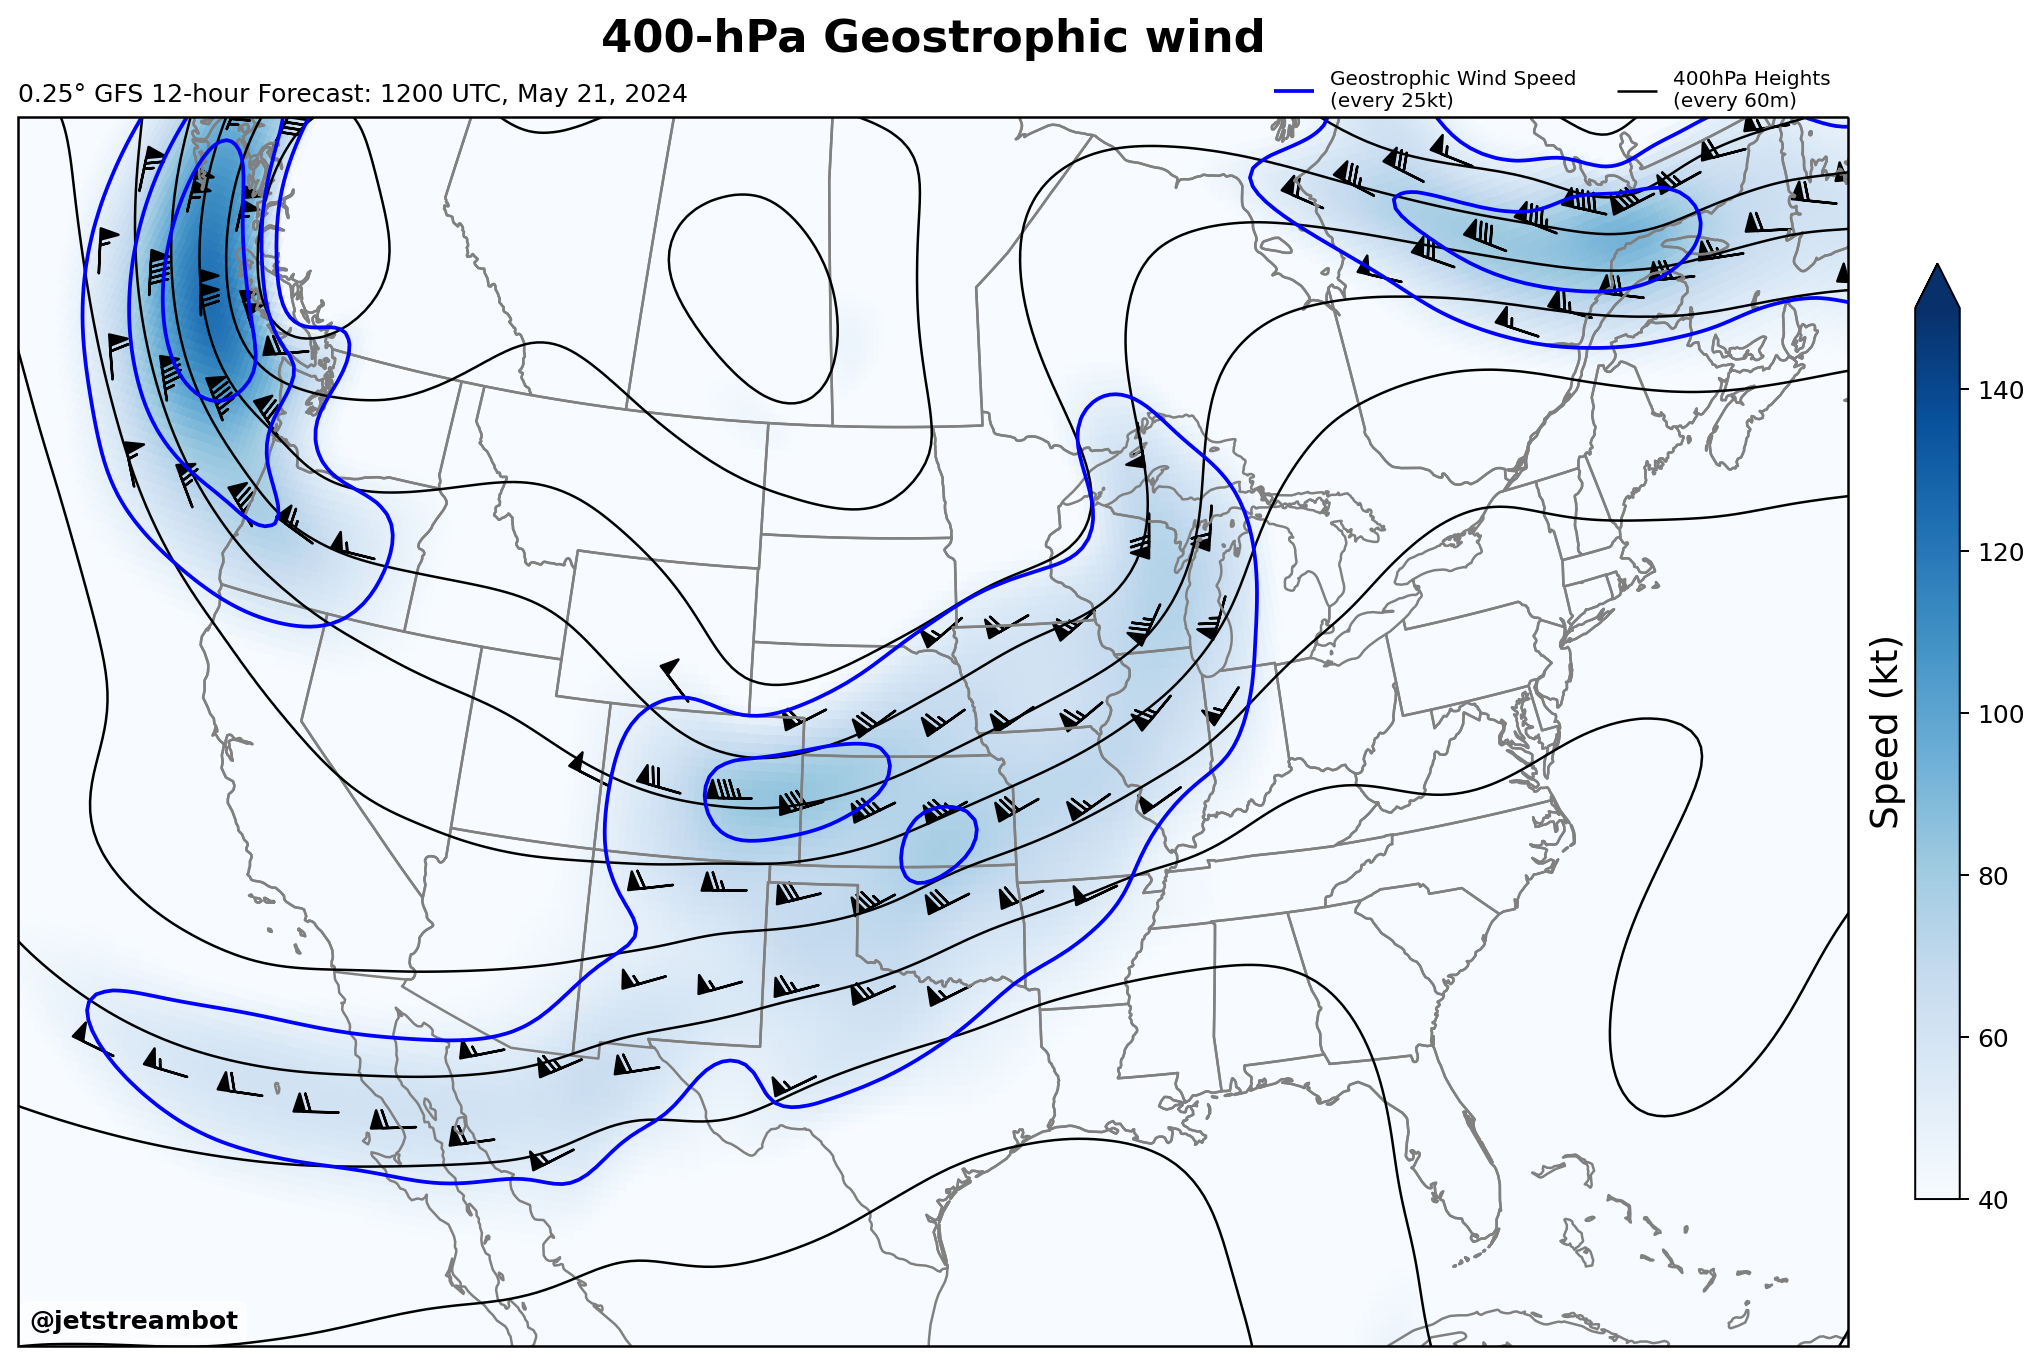 400-hPa Geostrophic wind
0.25° GFS 12-hour Forecast: 1200 UTC, May 21, 2024
Geostrophic Wind Speed
(every 25kt)
400hPa Heights
(every 60m)
140
120
100
80
60
40
Speed (kt)
@jetstreambot